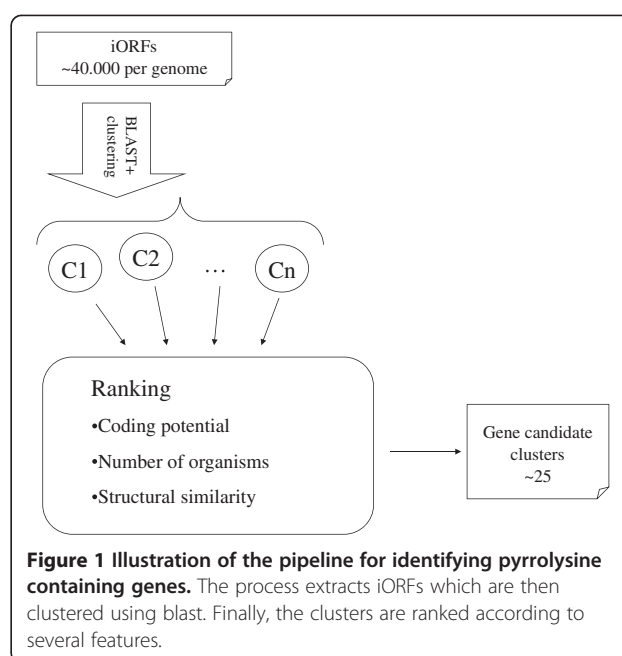 iORFs
~40.000 per genome
BLAST+
clustering
C1
C2
...
Cn
Ranking
•Coding potential
•Number of organisms
•Structural similarity
Gene candidate
clusters
~25
Figure 1 Illustration of the pipeline for identifying pyrrolysine
containing genes. The process extracts iORFs which are then
clustered using blast. Finally, the clusters are ranked according to
several features.